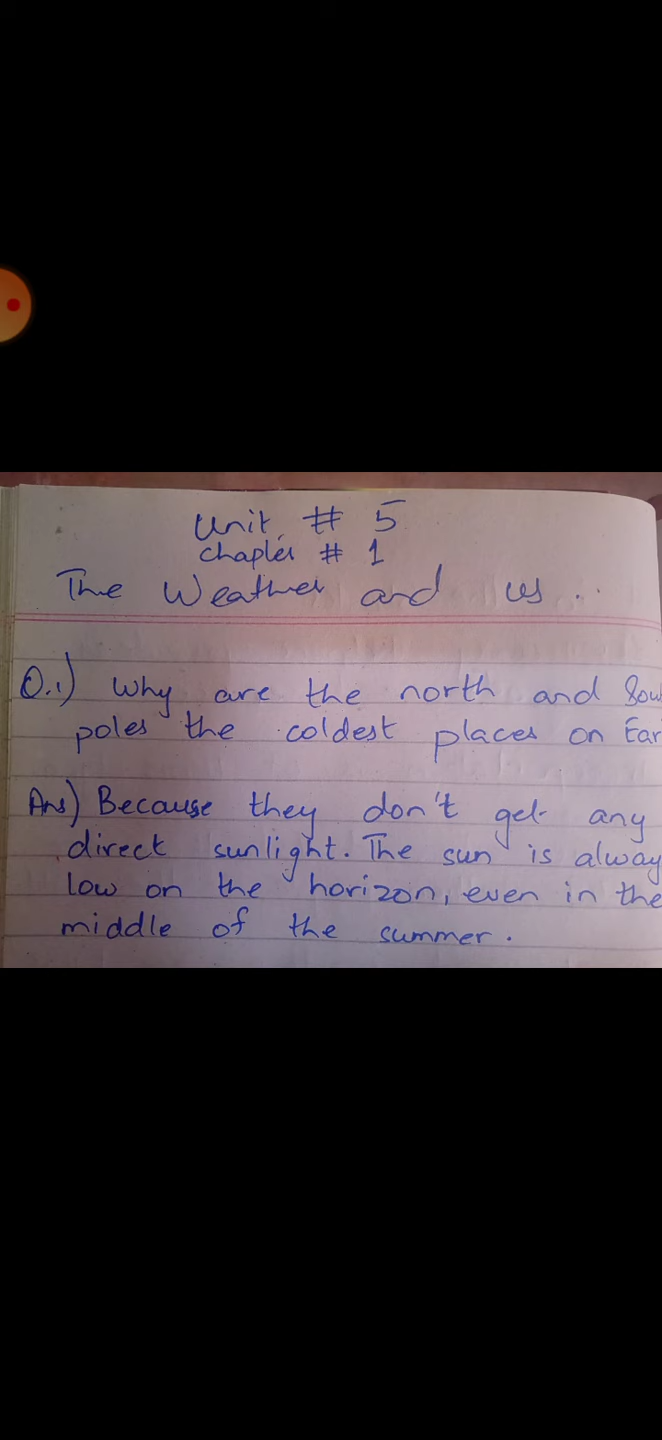 Unit # 5
Chapter # 1
The Weather and us..
Q.1) Why are the north and Sou
poles the coldest places on Ear
Ans) Because they don't get any
direct sunlight. The sun is alway
low on the horizon, even in the
middle of the summer.